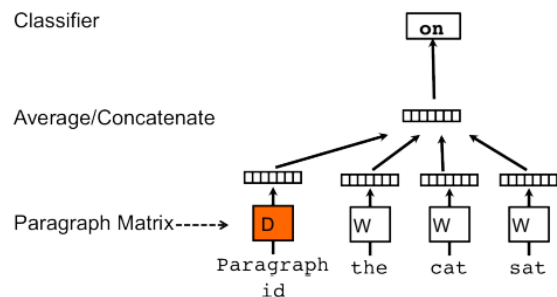 Classifier
on
Average/Concatenate
Paragraph Matrix
D
W
W
W
Paragraph
id
the
cat
sat